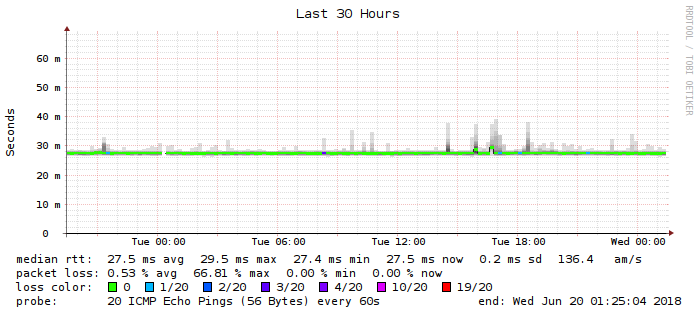 Last 30 Hours
RRDTOOL / TOBI OETIKER
Seconds
60 m
50 m
40 m
30 m
20 m
10 m
0
Tue 00:00 Tue 06:00 Tue 12:00 Tue 18:00 Wed 00:00
median rtt: 27.5 ms avg 29.5 ms max 27.4 ms min 27.5 ms now 0.2 ms sd 136.4 am/s
packet loss: 0.53 % avg 66.81 % max 0.00 % min 0.00 % now
loss color: 0 1/20 2/20 3/20 4/20 10/20 19/20
probe: 20 ICMP Echo Pings (56 Bytes) every 60s end: Wed Jun 20 01:25:04 2018